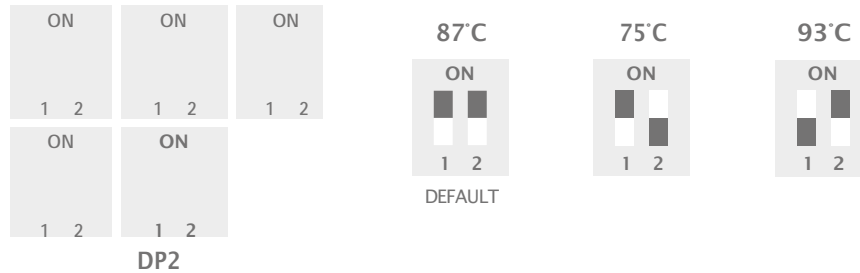 ON ON ON
1 2 1 2 1 2
ON ON
1 2 1 2
DP2
87°C 75°C 93°C
ON ON ON
1 2 1 2 1 2
DEFAULT